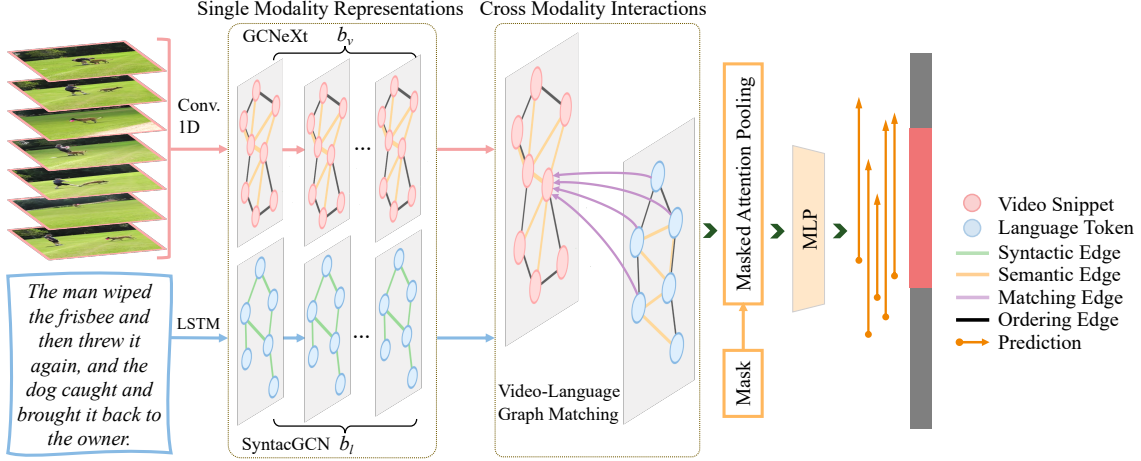 Single Modality Representations
Cross Modality Interactions
GCNeXt b_v
Conv.
1D
...
The man wiped
the frisbee and
then threw it
again, and the
dog caught and
brought it back to
the owner.
LSTM
...
SyntacGCN b_l
Video-Language
Graph Matching
Masked Attention Pooling
Mask
MLP
Video Snippet
Language Token
Syntactic Edge
Semantic Edge
Matching Edge
Ordering Edge
Prediction